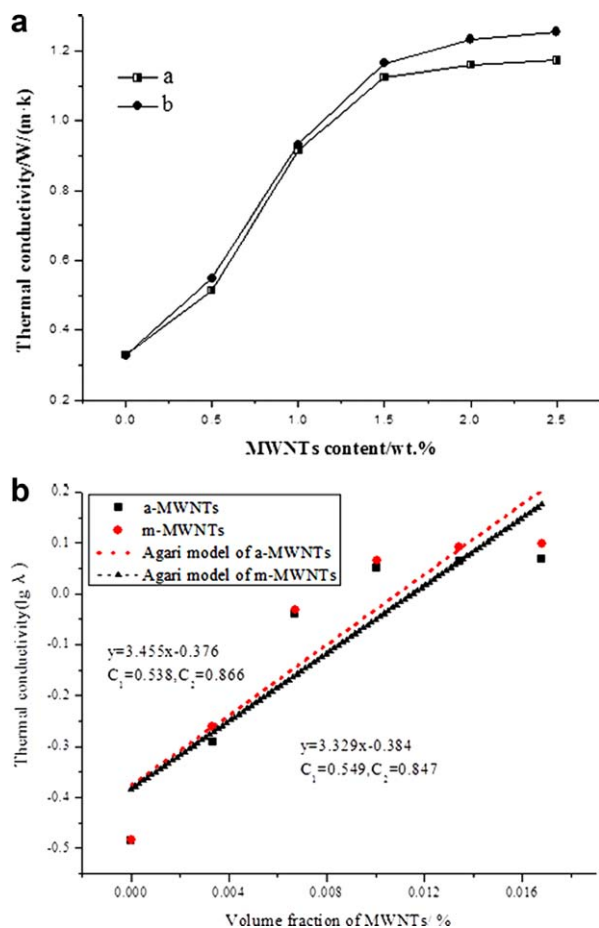 a
Thermal conductivity/W/(m·k)
1.2
1.0
0.8
0.6
0.4
0.2
a
b
0.0 0.5 1.0 1.5 2.0 2.5
MWNTs content/wt.%
b
Thermal conductivity(lg λ)
0.2
0.1
0.0
-0.1
-0.2
-0.3
-0.4
-0.5
a-MWNTs
m-MWNTs
Agari model of a-MWNTs
Agari model of m-MWNTs
y=3.455x-0.376
C1=0.538,C2=0.866
y=3.329x-0.384
C1=0.549,C2=0.847
0.000 0.004 0.008 0.012 0.016
Volume fraction of MWNTs/ %